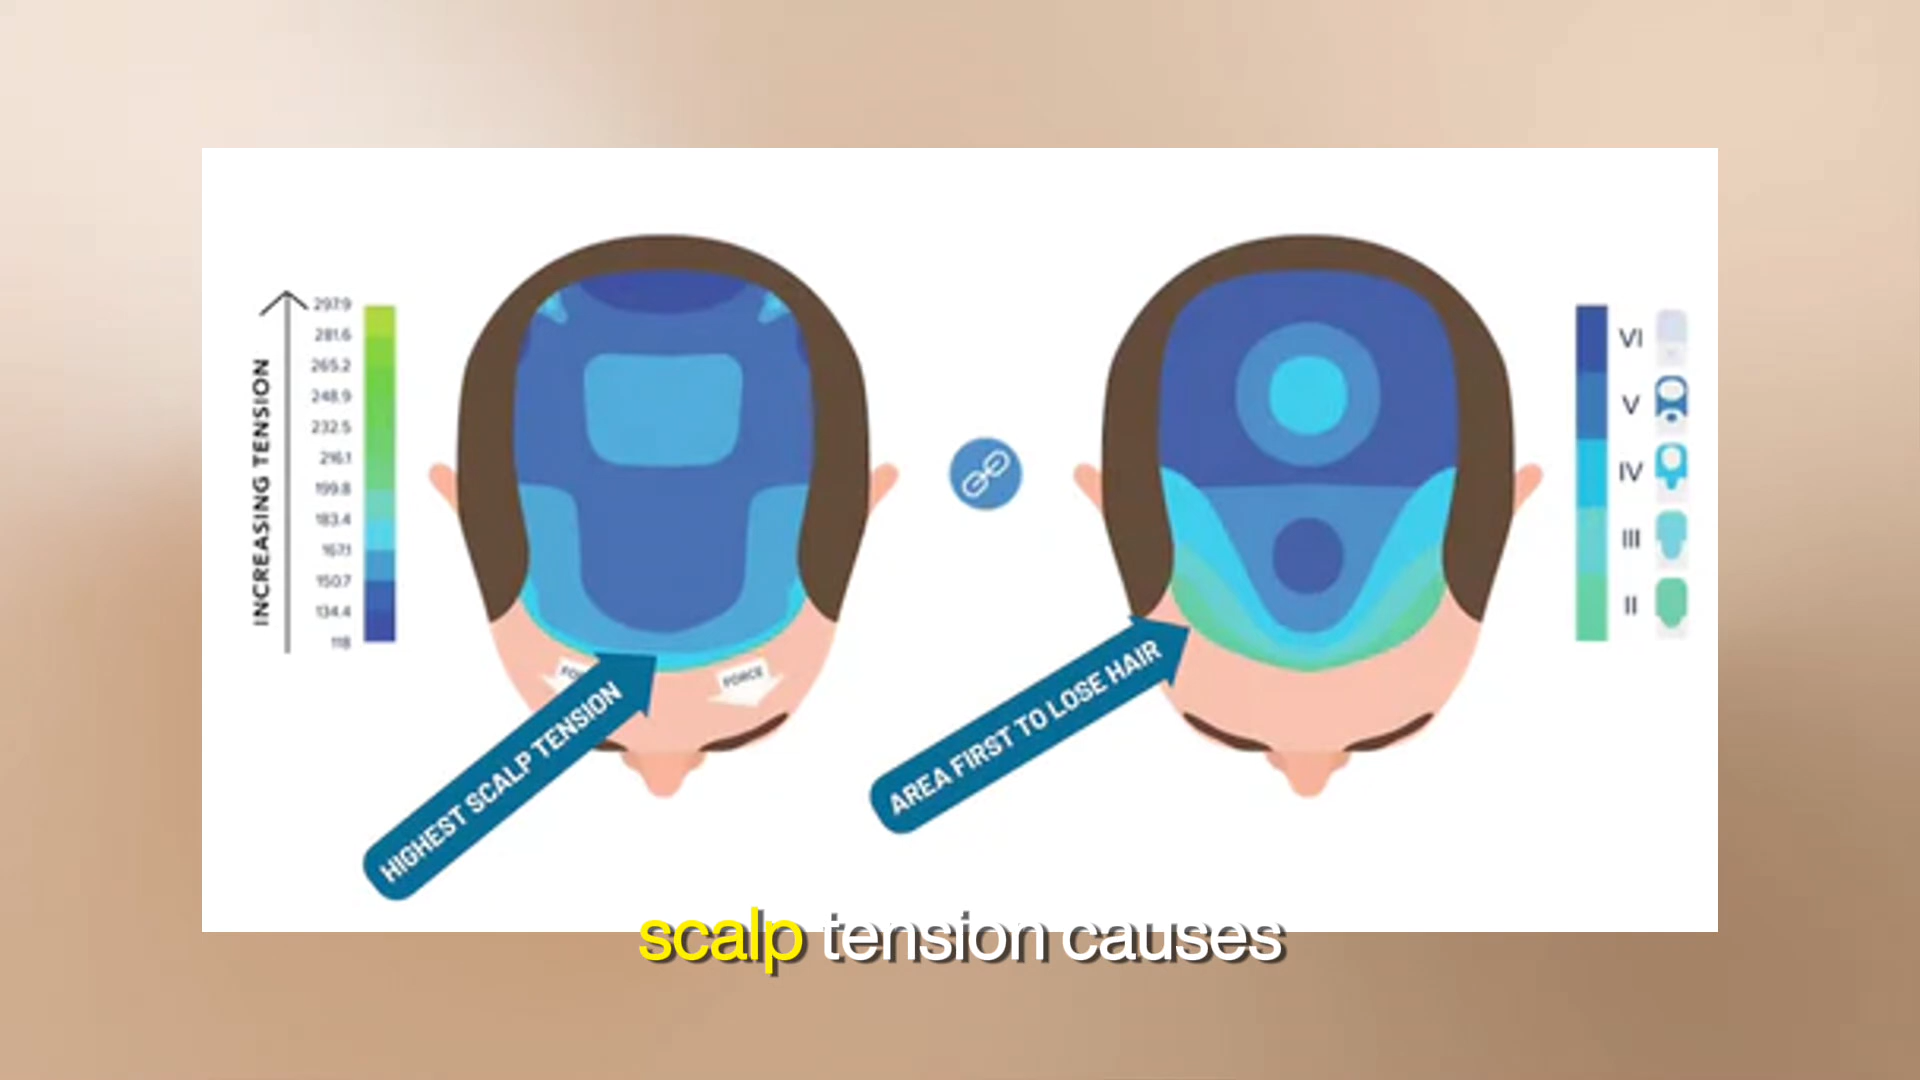 INCREASING TENSION
297.9
281.6
265.2
248.9
232.5
216.1
199.8
183.4
167.1
150.7
134.4
118
FORCE
HIGHEST SCALP TENSION
AREA FIRST TO LOSE HAIR
VI
V
IV
III
II
scalp tension causes